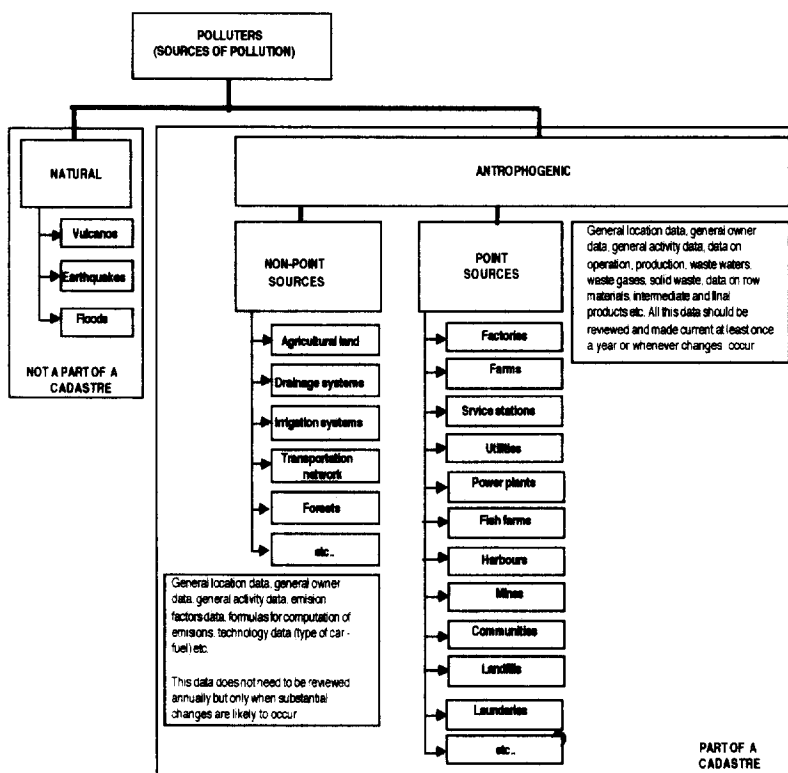 POLLUTERS
(SOURCES OF POLLUTION)
NATURAL
Vulcanos
Earthquakes
Floods
NOT A PART OF A
CADASTRE
ANTROPHOGENIC
NON-POINT
SOURCES
Agricultural land
Drainage systems
Irrigation systems
Transportation
network
Forests
etc..
General location data, general owner
data, general activity data, emision
factors data, formulas for computation of
emisions, technology data (type of car -
fuel) etc.
This data does not need to be reviewed
annually but only when substantial
changes are likely to occur
POINT
SOURCES
Factories
Farms
Srvice stations
Utilities
Power plants
Fish farms
Harbours
Mines
Communities
Landfills
Launderies
etc..
General location data, general owner
data, general activity data, data on
operation, production, waste waters,
waste gases, solid waste, data on row
materials, intermediate and final
products etc. All this data should be
reviewed and made current at least once
a year or whenever changes occur
PART OF A
CADASTRE